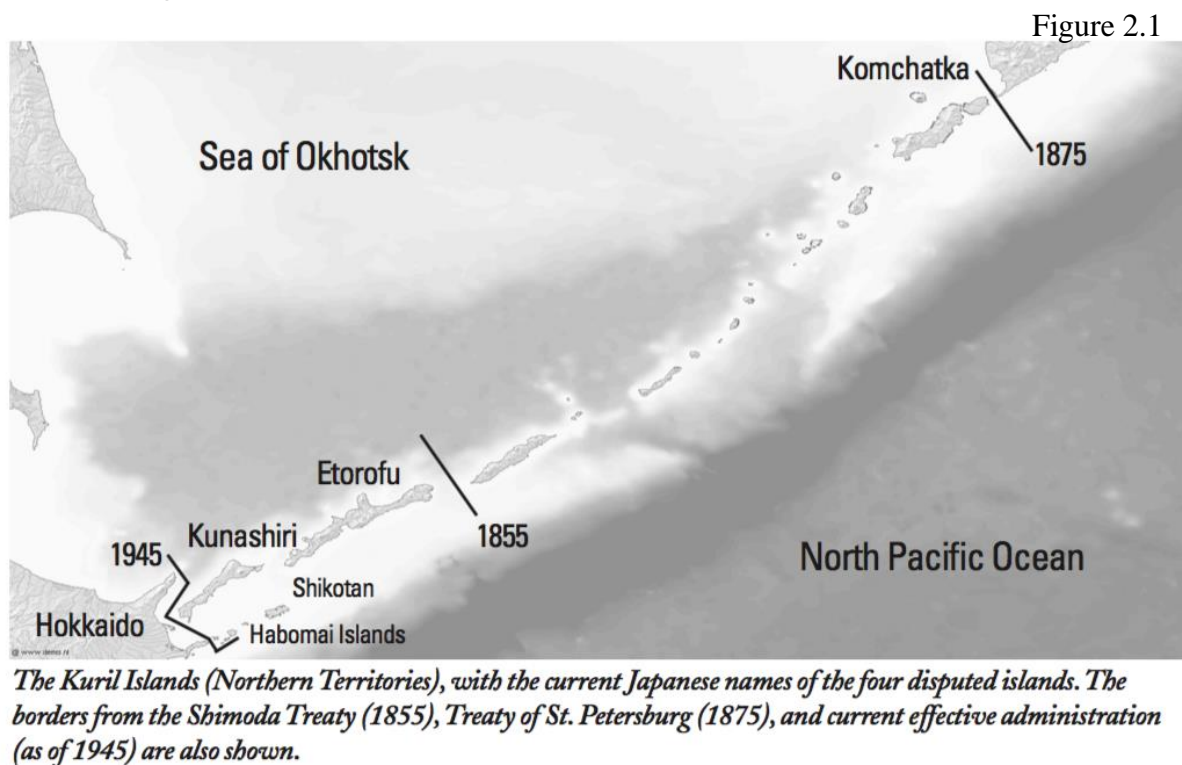 Figure 2.1
Komchatka
Sea of Okhotsk
1875
Etorofu
1855
Kunashiri
1945
North Pacific Ocean
Shikotan
Hokkaido
Habomai Islands
The Kuril Islands (Northern Territories), with the current Japanese names of the four disputed islands. The
borders from the Shimoda Treaty (1855), Treaty of St. Petersburg (1875), and current effective administration
(as of 1945) are also shown.